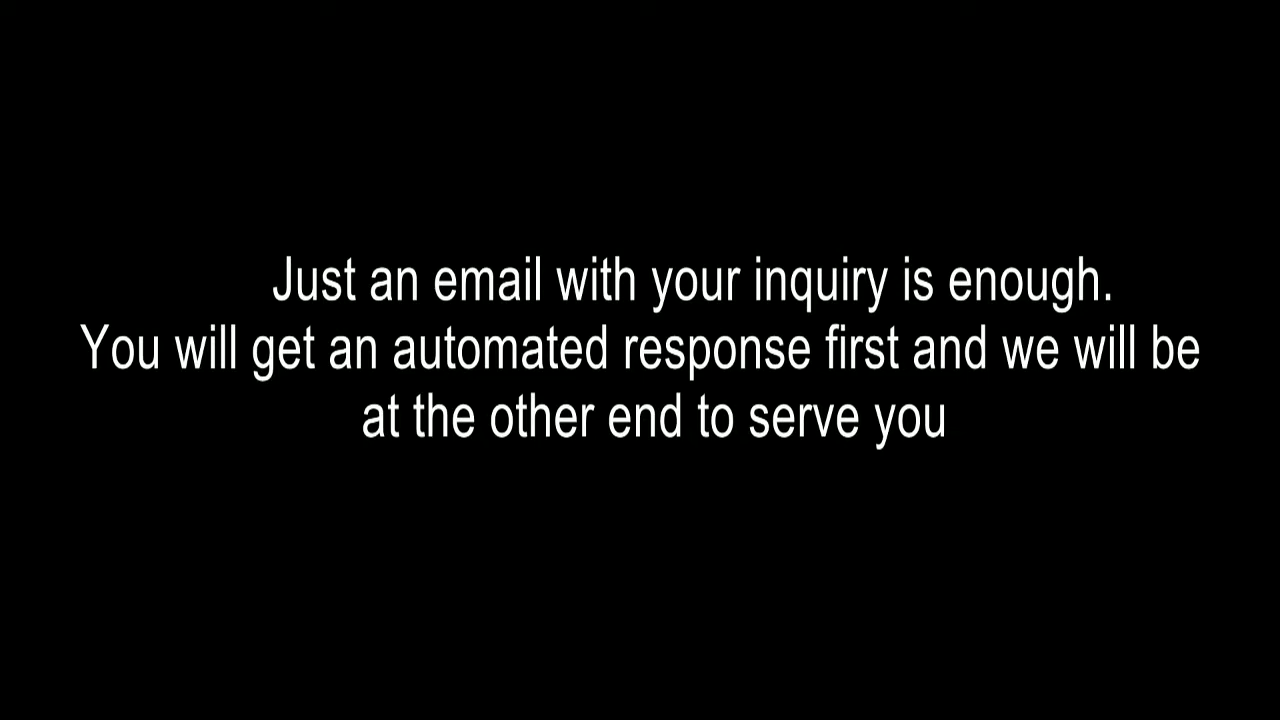 Just an email with your inquiry is enough.
You will get an automated response first and we will be
at the other end to serve you